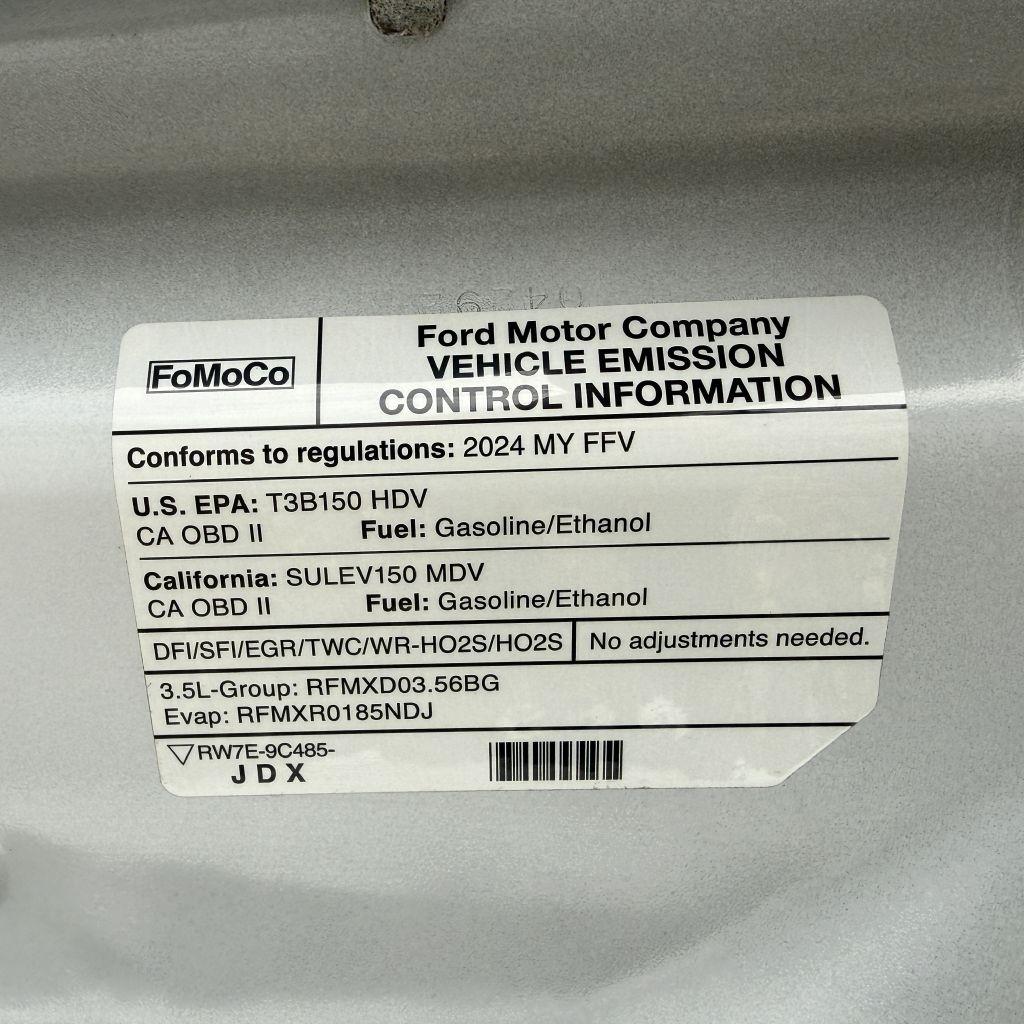 FoMoCo
Ford Motor Company
VEHICLE EMISSION
CONTROL INFORMATION
Conforms to regulations: 2024 MY FFV
U.S. EPA: T3B150 HDV
CA OBD II Fuel: Gasoline/Ethanol
California: SULEV150 MDV
CA OBD II Fuel: Gasoline/Ethanol
DFI/SFI/EGR/TWC/WR-HO2S/HO2S No adjustments needed.
3.5L-Group: RFMXD03.56BG
Evap: RFMXR0185NDJ
RW7E-9C485-
JDX